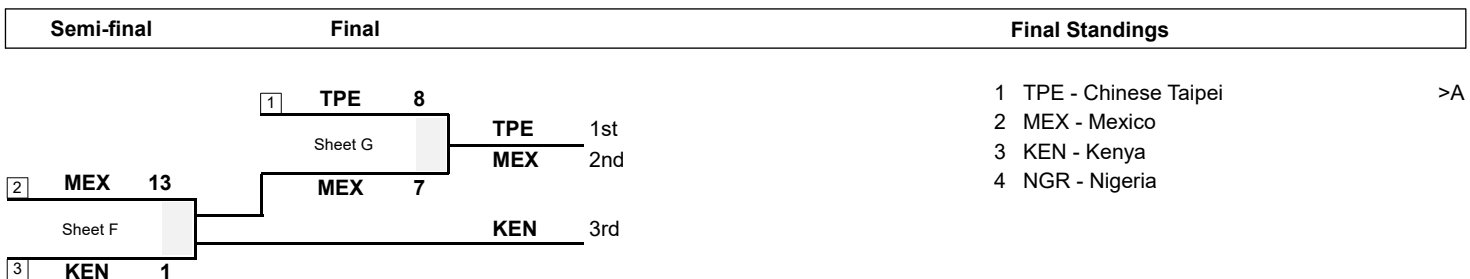 Semi-final Final Final Standings
1 TPE 8
Sheet G
MEX 7
TPE 1st
MEX 2nd
2 MEX 13
Sheet F
3 KEN 1
KEN 3rd
1 TPE - Chinese Taipei >A
2 MEX - Mexico
3 KEN - Kenya
4 NGR - Nigeria